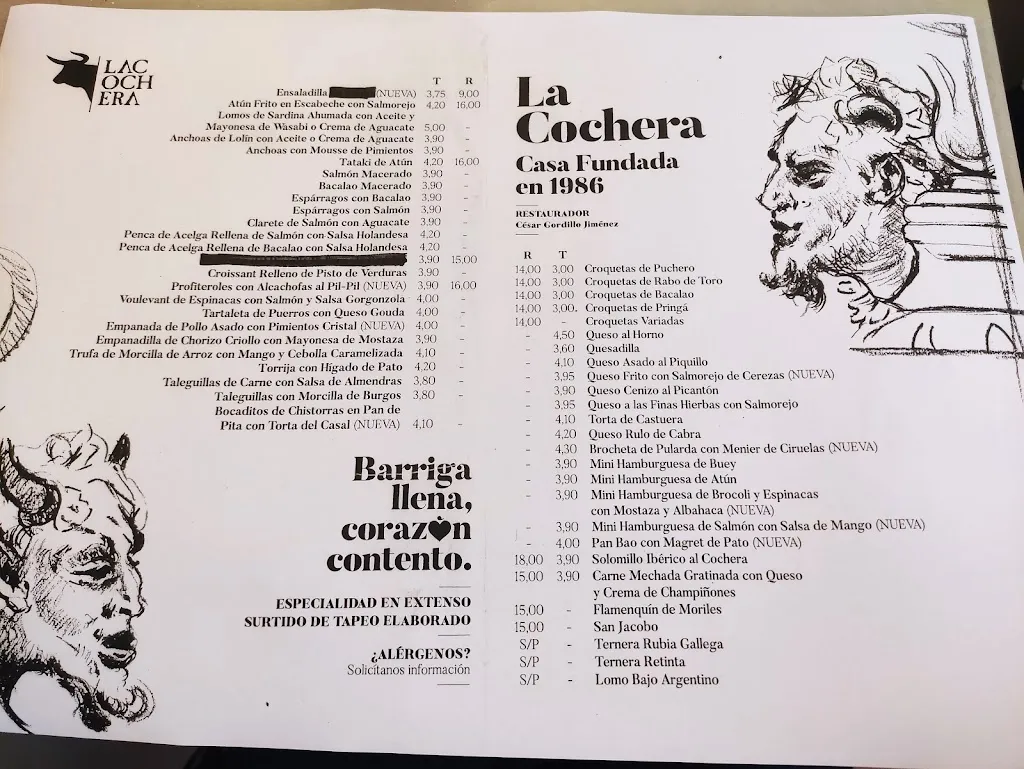 LAC
OCH
ERA
T R
Ensaladilla (NUEVA) 3,75 9,00
Atún Frito en Escabeche con Salmorejo 4,20 16,00
Lomos de Sardina Ahumada con Aceite y
Mayonesa de Wasabi o Crema de Aguacate 5,00 -
Anchoas de Lolín con Aceite o Crema de Aguacate 3,90 -
Anchoas con Mousse de Pimientos 3,90 -
Tataki de Atún 4,20 16,00
Salmón Macerado 3,90 -
Bacalao Macerado 3,90 -
Espárragos con Bacalao 3,90 -
Espárragos con Salmón 3,90 -
Clarete de Salmón con Aguacate 3,90 -
Penca de Acelga Rellena de Salmón con Salsa Holandesa 4,20 -
Penca de Acelga Rellena de Bacalao con Salsa Holandesa 4,20 -
3,90 15,00
Croissant Relleno de Pisto de Verduras 3,90 -
Profiteroles con Alcachofas al Pil-Pil (NUEVA) 3,90 16,00
Voulevant de Espinacas con Salmón y Salsa Gorgonzola 4,00 -
Tartaleta de Puerros con Queso Gouda 4,00 -
Empanada de Pollo Asado con Pimientos Cristal (NUEVA) 4,00 -
Empanadilla de Chorizo Criollo con Mayonesa de Mostaza 3,90 -
Trufa de Morcilla de Arroz con Mango y Cebolla Caramelizada 4,10 -
Torrija con Hígado de Pato 4,20 -
Taleguillas de Carne con Salsa de Almendras 3,80 -
Taleguillas con Morcilla de Burgos 3,80 -
Bocaditos de Chistorras en Pan de
Pita con Torta del Casal (NUEVA) 4,10 -
Barriga
llena,
corazón
contento.
ESPECIALIDAD EN EXTENSO
SURTIDO DE TAPEO ELABORADO
¿ALÉRGENOS?
Solicítanos información
La
Cochera
Casa Fundada
en 1986
RESTAURADOR
César Gordillo Jiménez
R T
14,00 3,00 Croquetas de Puchero
14,00 3,00 Croquetas de Rabo de Toro
14,00 3,00 Croquetas de Bacalao
14,00 3,00. Croquetas de Pringá
14,00 - Croquetas Variadas
- 4,50 Queso al Horno
- 3,60 Quesadilla
- 4,10 Queso Asado al Piquillo
- 3,95 Queso Frito con Salmorejo de Cerezas (NUEVA)
- 3,90 Queso Cenizo al Picantón
- 3,95 Queso a las Finas Hierbas con Salmorejo
- 4,10 Torta de Castuera
- 4,20 Queso Rulo de Cabra
- 4,30 Brocheta de Pularda con Menier de Ciruelas (NUEVA)
- 3,90 Mini Hamburguesa de Buey
- 3,90 Mini Hamburguesa de Atún
- 3,90 Mini Hamburguesa de Brocoli y Espinacas
con Mostaza y Albahaca (NUEVA)
- 3,90 Mini Hamburguesa de Salmón con Salsa de Mango (NUEVA)
- 4,00 Pan Bao con Magret de Pato (NUEVA)
18,00 3,90 Solomillo Ibérico al Cochera
15,00 3,90 Carne Mechada Gratinada con Queso
y Crema de Champiñones
15,00 - Flamenquín de Moriles
15,00 - San Jacobo
S/P - Ternera Rubia Gallega
S/P - Ternera Retinta
S/P - Lomo Bajo Argentino